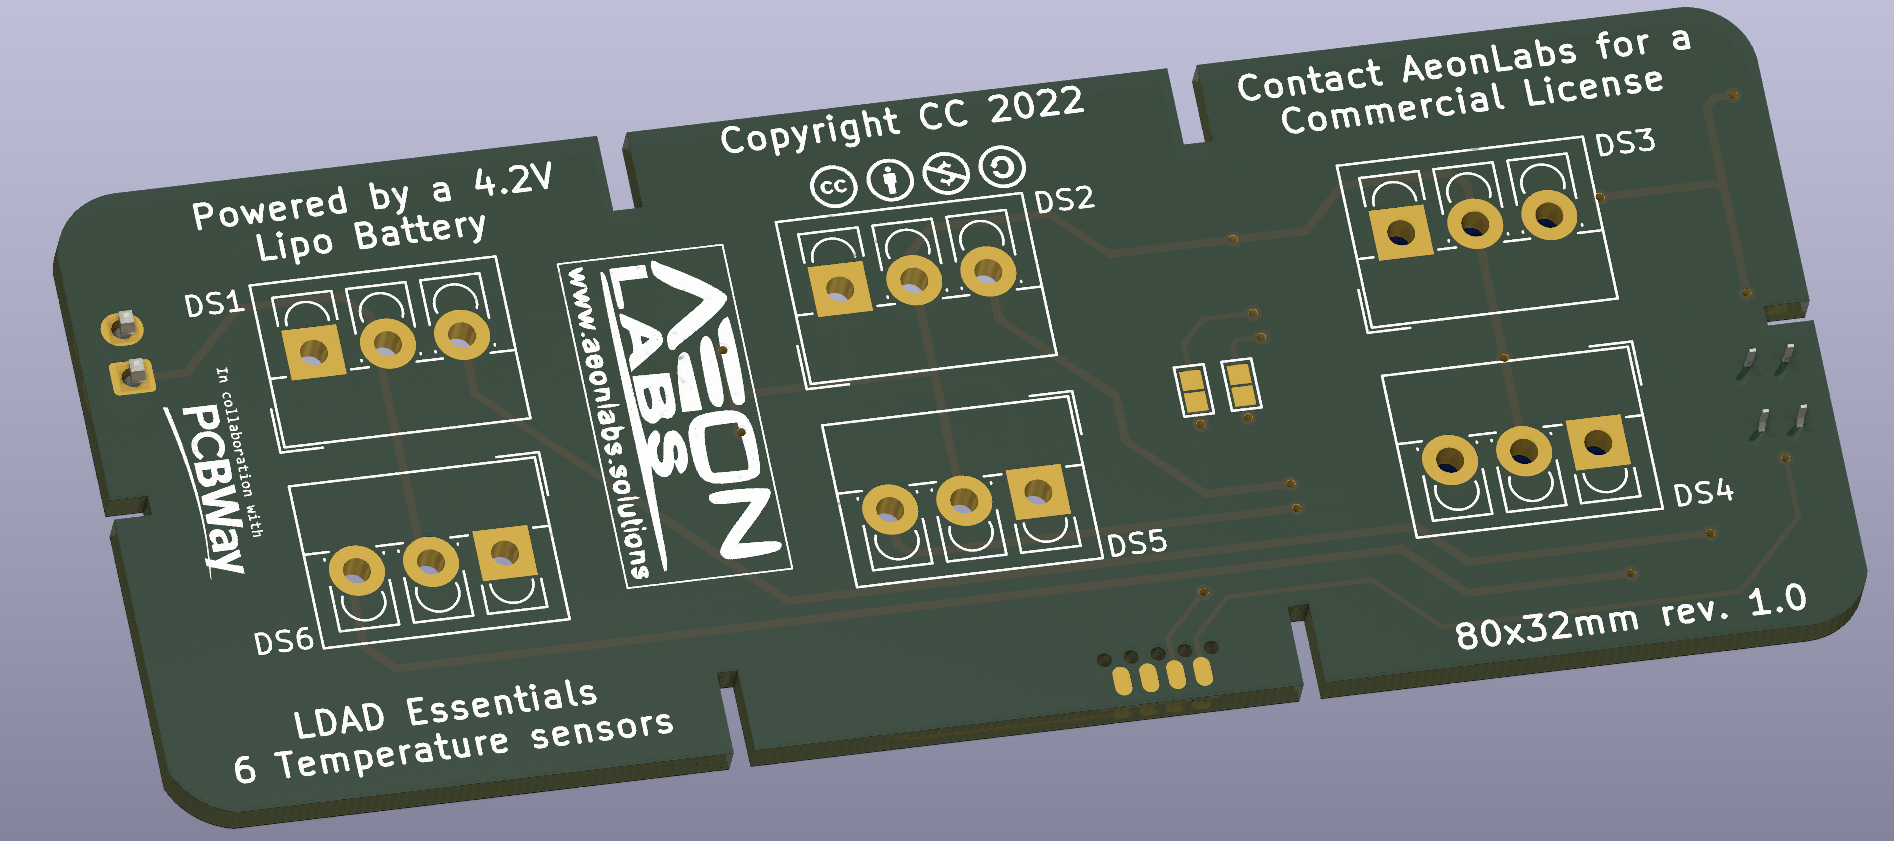 Contact AeonLabs for a
Commercial License
Copyright CC 2022
cc
Powered by a 4.2V
Lipo Battery
DS1
DS2
DS3
DS4
DS5
DS6
www.aeonlabs.solutions
LABS
AEON
In collaboration with
PCBWay
80x32mm rev. 1.0
LDAD Essentials
6 Temperature sensors